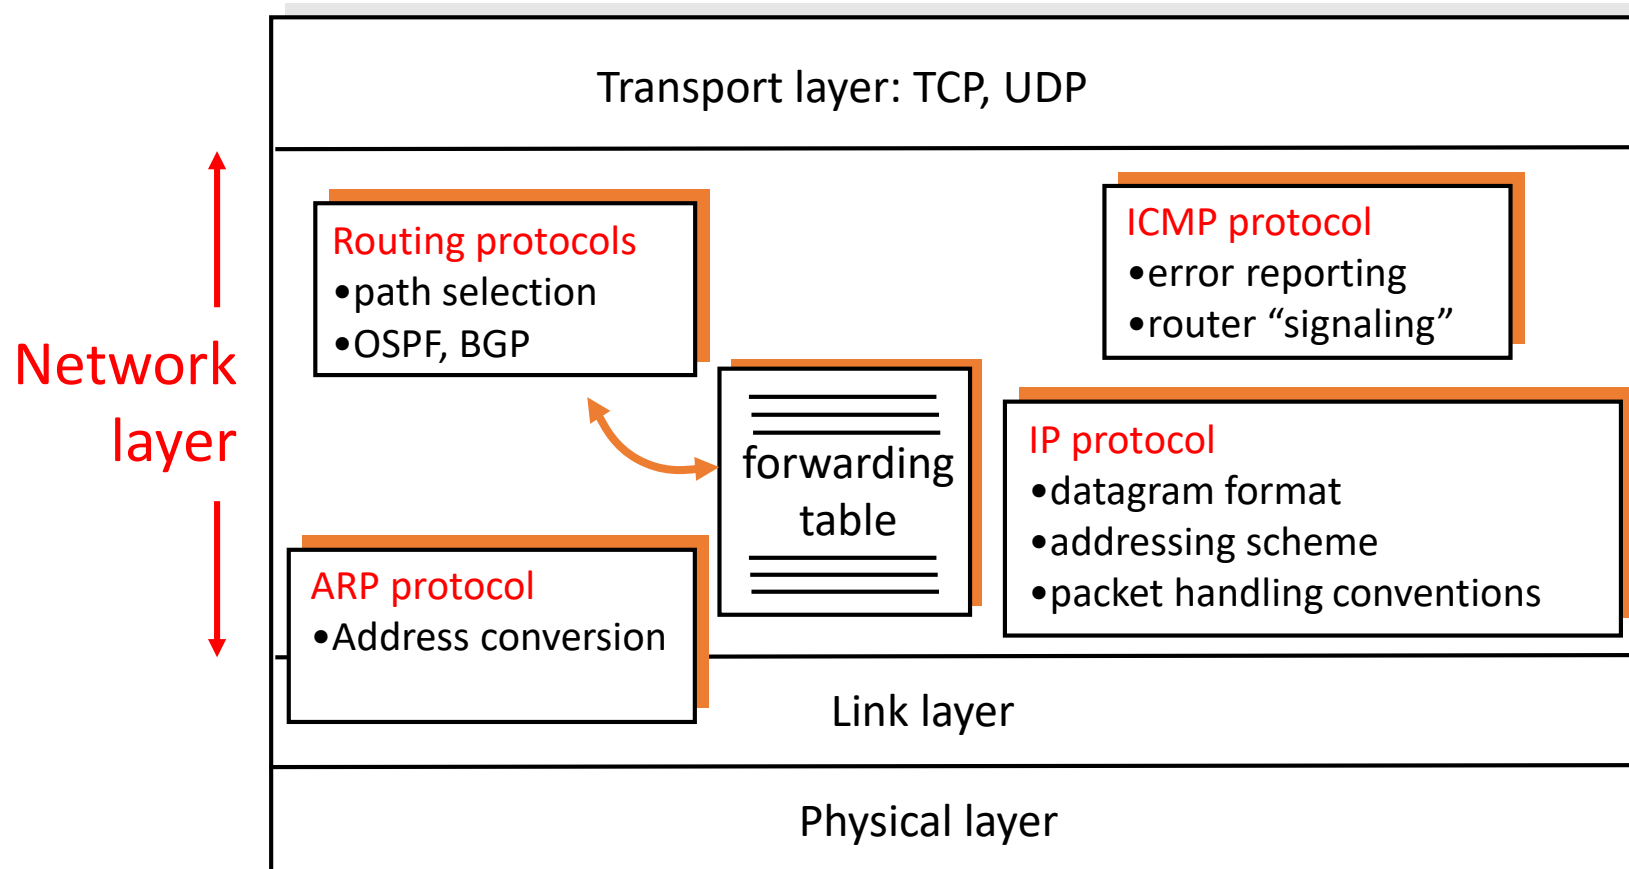 Transport layer: TCP, UDP
Network
layer
Routing protocols
•path selection
•OSPF, BGP
ICMP protocol
•error reporting
•router “signaling”
forwarding
table
IP protocol
•datagram format
•addressing scheme
•packet handling conventions
ARP protocol
•Address conversion
Link layer
Physical layer